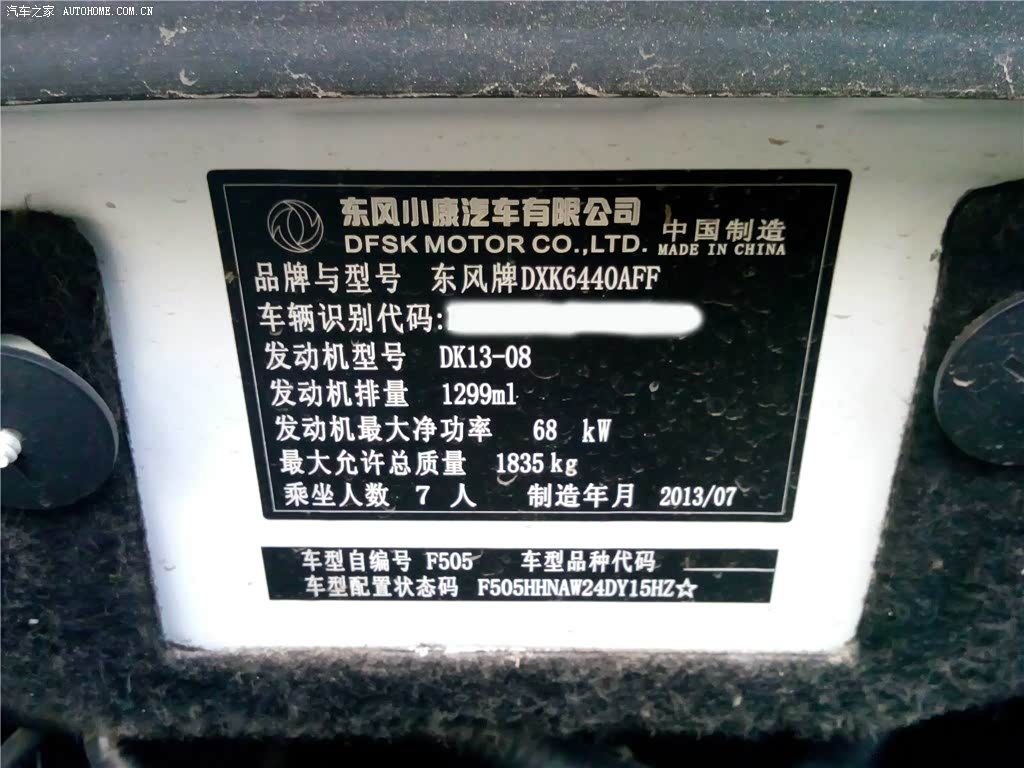 汽车之家 AUTOHOME.COM.CN
东风小康汽车有限公司
DFSK MOTOR CO.,LTD.
中国制造
MADE IN CHINA
品牌与型号 东风牌DXK6440AFF
车辆识别代码:
发动机型号 DK13-08
发动机排量 1299ml
发动机最大净功率 68 kW
最大允许总质量 1835kg
乘坐人数 7 人 制造年月 2013/07
车型自编号 F505 车型品种代码
车型配置状态码 F505HHNAW24DY15HZ☆